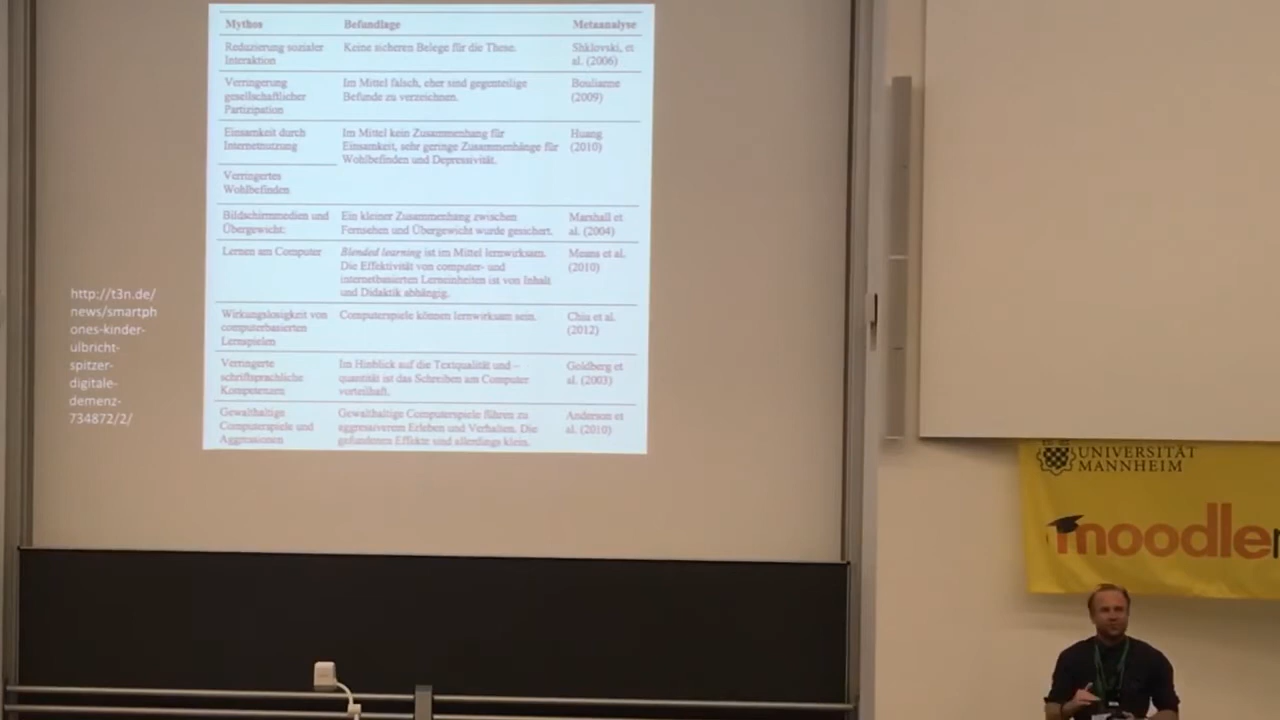 Mythos Befundlage Metaanalyse
Reduzierung sozialer Keine sicheren Belege für die These. Shklovski, et
Interaktion al. (2006)
Verringerung Im Mittel falsch, eher sind gegenteilige Boulianne
gesellschaftlicher Befunde zu verzeichnen. (2009)
Partizipation
Einsamkeit durch Im Mittel kein Zusammenhang für Huang
Internetnutzung Einsamkeit, sehr geringe Zusammenhänge für (2010)
Wohlbefinden und Depressivität.
Verringertes
Wohlbefinden
Bildschirmmedien und Ein kleiner Zusammenhang zwischen Marshall et
Übergewicht: Fernsehen und Übergewicht wurde gesichert. al. (2004)
Lernen am Computer Blended learning ist im Mittel lernwirksam. Means et al.
Die Effektivität von computer- und (2010)
internetbasierten Lerneinheiten ist von Inhalt
und Didaktik abhängig.
Wirkungslosigkeit von Computerspiele können lernwirksam sein. Chia et al.
computerbasierten (2012)
Lernspielen
Verringerte Im Hinblick auf die Textqualität und – Goldberg et
schriftsprachliche quantität ist das Schreiben am Computer al. (2003)
Kompetenzen vorteilhaft.
Gewalthaltige Gewalthaltige Computerspiele führen zu Anderson et
Computerspiele und aggressiverem Erleben und Verhalten. Die al. (2010)
Aggressionen gefundenen Effekte sind allerdings klein.
http://t3n.de/
news/smartph
ones-kinder-
ulbricht-
spitzer-
digitale-
demenz-
734872/2/
UNIVERSITÄT
MANNHEIM
moodle